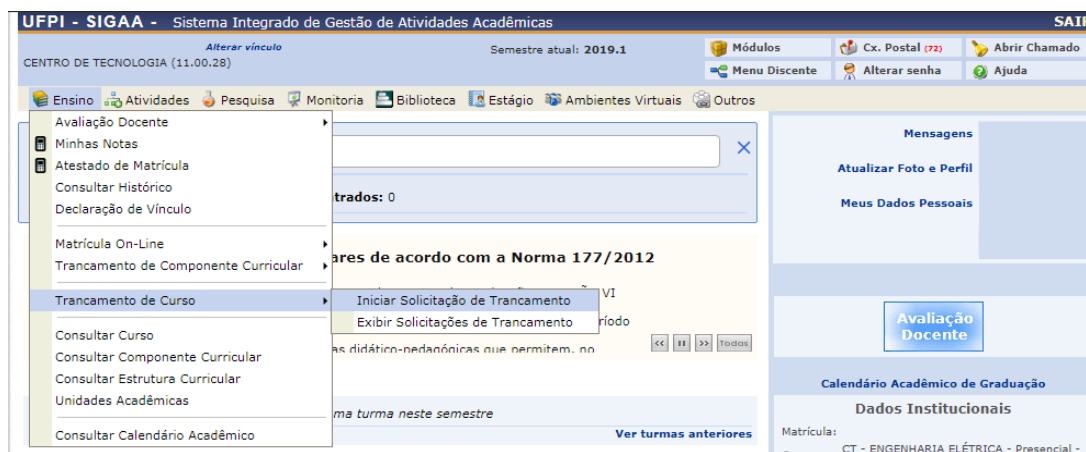 UFPI - SIGAA - Sistema Integrado de Gestão de Atividades Acadêmicas
Alterar vínculo
CENTRO DE TECNOLOGIA (11.00.28)
Semestre atual: 2019.1
Módulos
Cx. Postal (72)
Abrir Chamado
Menu Discente
Alterar senha
Ajuda
Ensino Atividades Pesquisa Monitoria Biblioteca Estágio Ambientes Virtuais Outros
Avaliação Docente
Minhas Notas
Atestado de Matrícula
Consultar Histórico
Declaração de Vínculo
Matrícula On-Line
Trancamento de Componente Curricular
Trancamento de Curso
Iniciar Solicitação de Trancamento
Exibir Solicitações de Trancamento
Consultar Curso
Consultar Componente Curricular
Consultar Estrutura Curricular
Unidades Acadêmicas
Consultar Calendário Acadêmico
trados: 0
ares de acordo com a Norma 177/2012
VI
ríodo
as didático-pedagógicas que permitem, no
Todas
ma turma neste semestre
Ver turmas anteriores
Mensagens
Atualizar Foto e Perfil
Meus Dados Pessoais
Avaliação
Docente
Calendário Acadêmico de Graduação
Dados Institucionais
Matrícula:
CT - ENGENHARIA ELÉTRICA - Presencial -